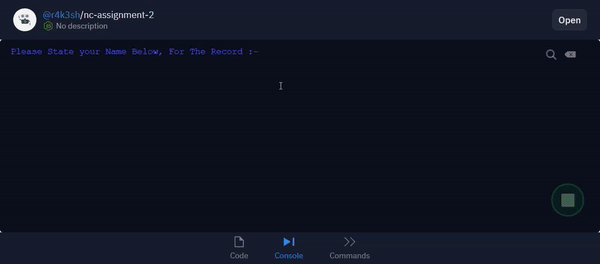 @r4k3sh/nc-assignment-2
No description
Open
Please State your Name Below, For The Record :-
Code
Console
Commands